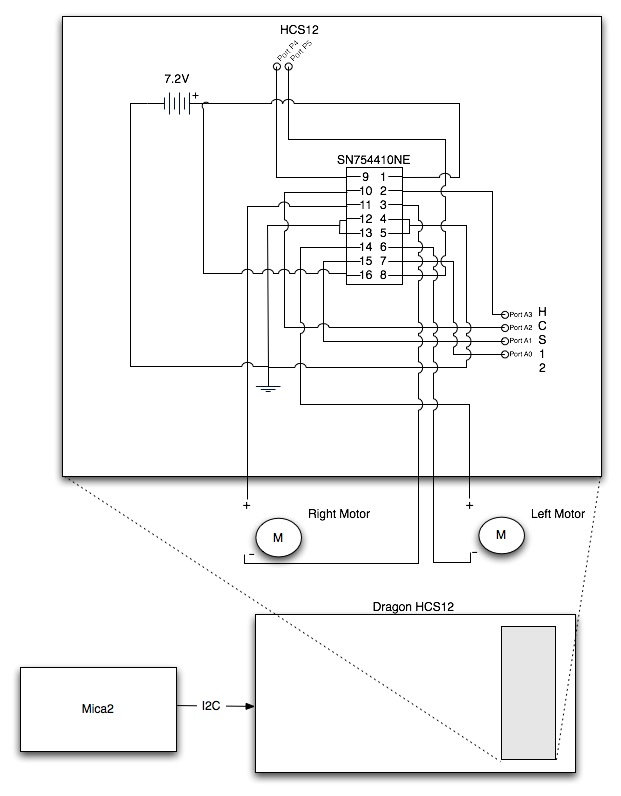 HCS12
Port P4
Port P5
7.2V
+
SN754410NE
9 1
10 2
11 3
12 4
13 5
14 6
15 7
16 8
Port A3 H
Port A2 C
Port A1 S
Port A0 1
2
+ +
Right Motor Left Motor
M M
- -
Dragon HCS12
Mica2
I2C